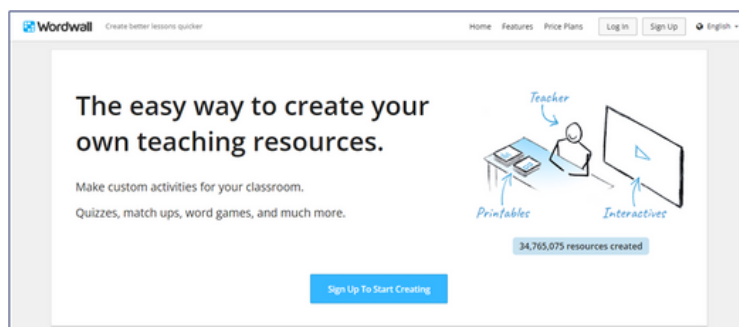 Wordwall Create better lessons quicker Home Features Price Plans Log In Sign Up English
The easy way to create your
own teaching resources.
Make custom activities for your classroom.
Quizzes, match ups, word games, and much more.
Teacher
Printables
Interactives
34,765,075 resources created
Sign Up To Start Creating